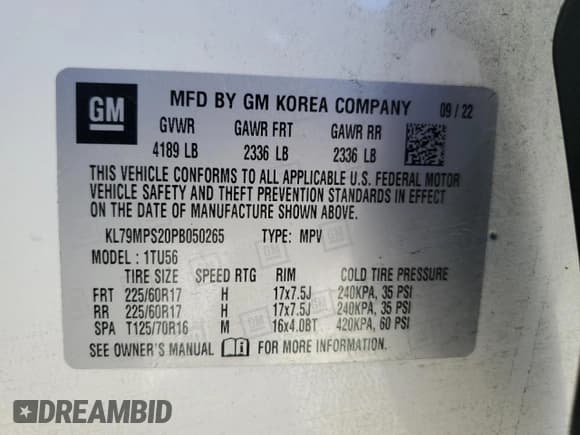 GM
MFD BY GM KOREA COMPANY 09 / 22
GVWR GAWR FRT GAWR RR
4189 LB 2336 LB 2336 LB
THIS VEHICLE CONFORMS TO ALL APPLICABLE U.S. FEDERAL MOTOR
VEHICLE SAFETY AND THEFT PREVENTION STANDARDS IN EFFECT
ON THE DATE OF MANUFACTURE SHOWN ABOVE.
KL79MPS20PB050265 TYPE: MPV
MODEL : 1TU56
TIRE SIZE SPEED RTG RIM COLD TIRE PRESSURE
FRT 225/60R17 H 17x7.5J 240KPA, 35 PSI
RR 225/60R17 H 17x7.5J 240KPA, 35 PSI
SPA T125/70R16 M 16x4.0BT 420KPA, 60 PSI
SEE OWNER'S MANUAL i FOR MORE INFORMATION.
DREAMBID